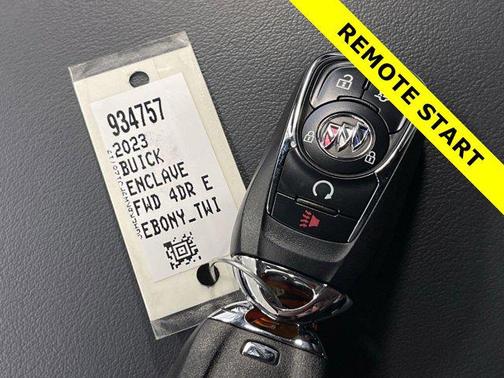 REMOTE START
934757
2023
BUICK
ENCLAVE
FWD 4DR E
EBONY_TWI